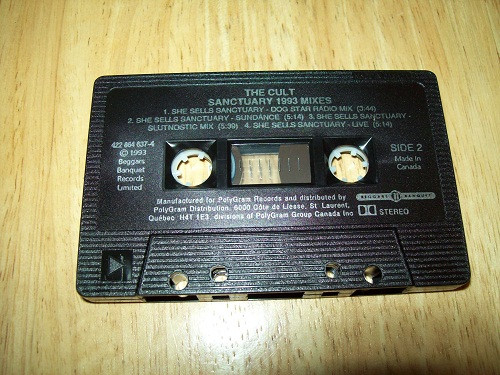 THE CULT
SANCTUARY 1993 MIXES
1. SHE SELLS SANCTUARY - DOG STAR RADIO MIX (3:44)
2. SHE SELLS SANCTUARY - SUNDANCE (5:14) 3. SHE SELLS SANCTUARY -
SLUTNOSTIC MIX (5:39) 4. SHE SELLS SANCTUARY - LIVE (5:14)
422 864 637-4
© 1993
Beggars
Banquet
Records
Limited
SIDE 2
Made in
Canada
Manufactured for PolyGram Records and distributed by
PolyGram Distribution, 6000 Côte de Liesse, St Laurent,
Québec H4T 1E3, divisions of PolyGram Group Canada Inc
BEGGARS BANQUET
STEREO